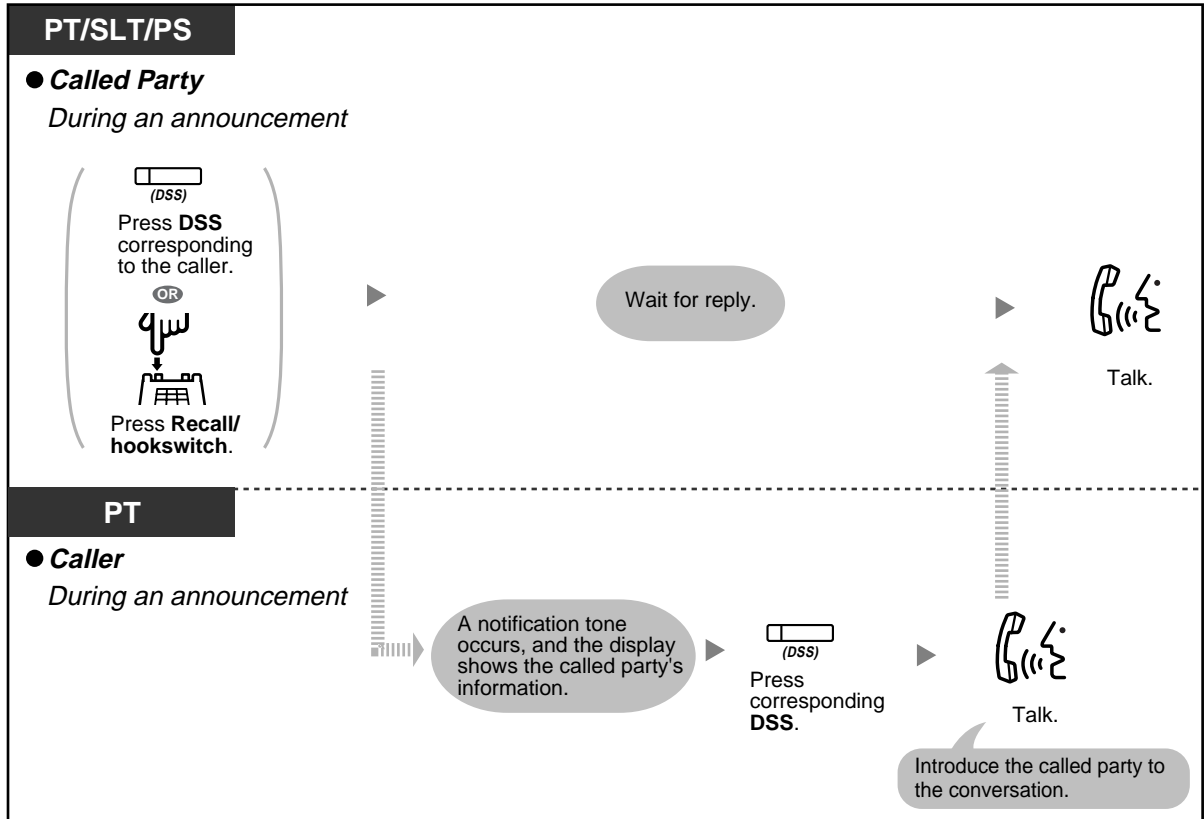 PT/SLT/PS
● Called Party
During an announcement
(DSS)
Press DSS
corresponding
to the caller.
OR
Press Recall/
hookswitch.
Wait for reply.
Talk.
PT
● Caller
During an announcement
A notification tone
occurs, and the display
shows the called party's
information.
(DSS)
Press
corresponding
DSS.
Talk.
Introduce the called party to
the conversation.